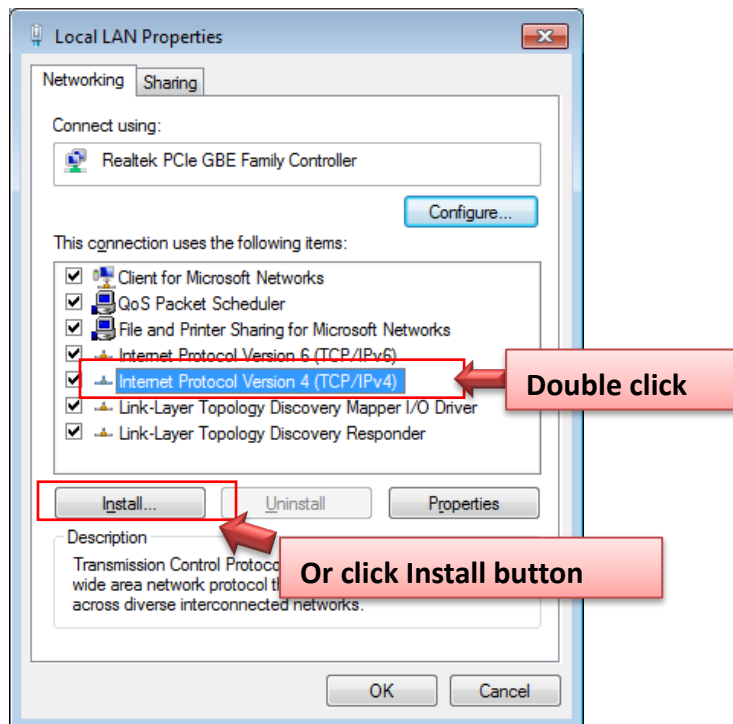 Local LAN Properties
Networking Sharing
Connect using:
Realtek PCIe GBE Family Controller
Configure...
This connection uses the following items:
Client for Microsoft Networks
QoS Packet Scheduler
File and Printer Sharing for Microsoft Networks
Internet Protocol Version 6 (TCP/IPv6)
Internet Protocol Version 4 (TCP/IPv4)
Double click
Link-Layer Topology Discovery Mapper I/O Driver
Link-Layer Topology Discovery Responder
Install... Uninstall Properties
Description
Transmission Control Protoco
wide area network protocol t
across diverse interconnected networks.
Or click Install button
OK Cancel